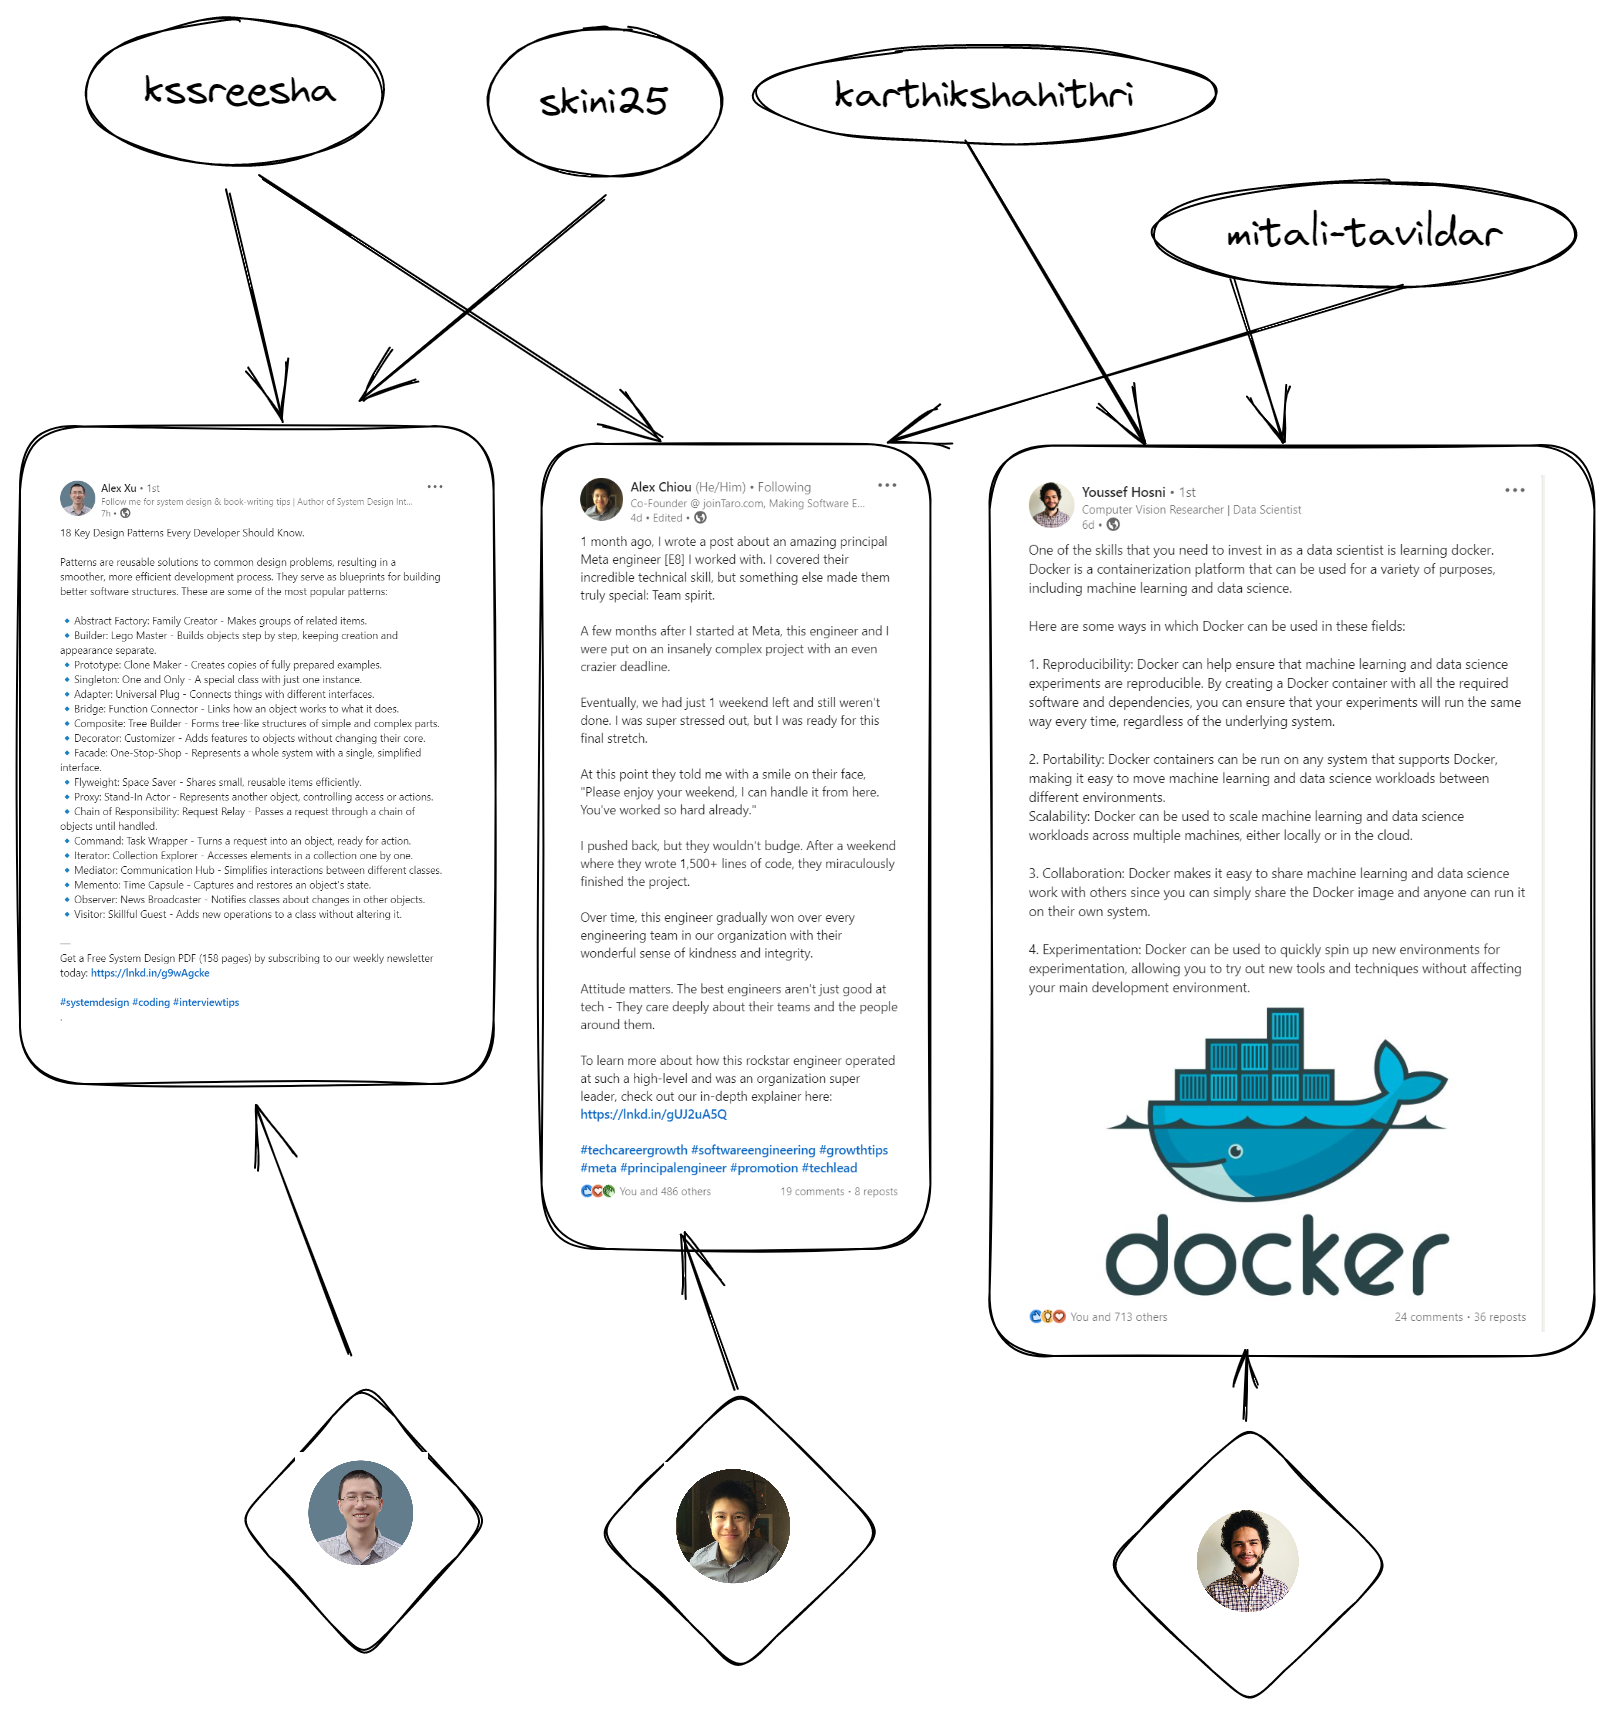 kssreesha
skini25
karthikshahithri
mitali-tavildar
Alex Xu • 1st
Follow me for system design & book-writing tips | Author of System Design Int...
7h •
18 Key Design Patterns Every Developer Should Know.
Patterns are reusable solutions to common design problems, resulting in a
smoother, more efficient development process. They serve as blueprints for building
better software structures. These are some of the most popular patterns:
🔹 Abstract Factory: Family Creator - Makes groups of related items.
🔹 Builder: Lego Master - Builds objects step by step, keeping creation and
appearance separate.
🔹 Prototype: Clone Maker - Creates copies of fully prepared examples.
🔹 Singleton: One and Only - A special class with just one instance.
🔹 Adapter: Universal Plug - Connects things with different interfaces.
🔹 Bridge: Function Connector - Links how an object works to what it does.
🔹 Composite: Tree Builder - Forms tree-like structures of simple and complex parts.
🔹 Decorator: Customizer - Adds features to objects without changing their core.
🔹 Facade: One-Stop-Shop - Represents a whole system with a single, simplified
interface.
🔹 Flyweight: Space Saver - Shares small, reusable items efficiently.
🔹 Proxy: Stand-In Actor - Represents another object, controlling access or actions.
🔹 Chain of Responsibility: Request Relay - Passes a request through a chain of
objects until handled.
🔹 Command: Task Wrapper - Turns a request into an object, ready for action.
🔹 Iterator: Collection Explorer - Accesses elements in a collection one by one.
🔹 Mediator: Communication Hub - Simplifies interactions between different classes.
🔹 Memento: Time Capsule - Captures and restores an object's state.
🔹 Observer: News Broadcaster - Notifies classes about changes in other objects.
🔹 Visitor: Skillful Guest - Adds new operations to a class without altering it.
—
Get a Free System Design PDF (158 pages) by subscribing to our weekly newsletter
today: https://lnkd.in/g9wAgcke
#systemdesign #coding #interviewtips
.
Alex Chiou (He/Him) • Following
Co-Founder @ joinTaro.com, Making Software E...
4d • Edited •
1 month ago, I wrote a post about an amazing principal
Meta engineer [E8] I worked with. I covered their
incredible technical skill, but something else made them
truly special: Team spirit.
A few months after I started at Meta, this engineer and I
were put on an insanely complex project with an even
crazier deadline.
Eventually, we had just 1 weekend left and still weren't
done. I was super stressed out, but I was ready for this
final stretch.
At this point they told me with a smile on their face,
"Please enjoy your weekend, I can handle it from here.
You've worked so hard already."
I pushed back, but they wouldn't budge. After a weekend
where they wrote 1,500+ lines of code, they miraculously
finished the project.
Over time, this engineer gradually won over every
engineering team in our organization with their
wonderful sense of kindness and integrity.
Attitude matters. The best engineers aren't just good at
tech - They care deeply about their teams and the people
around them.
To learn more about how this rockstar engineer operated
at such a high-level and was an organization super
leader, check out our in-depth explainer here:
https://lnkd.in/gUJ2uA5Q
#techcareergrowth #softwareengineering #growthtips
#meta #principalengineer #promotion #techlead
You and 486 others 19 comments • 8 reposts
Youssef Hosni • 1st
Computer Vision Researcher | Data Scientist
6d •
One of the skills that you need to invest in as a data scientist is learning docker.
Docker is a containerization platform that can be used for a variety of purposes,
including machine learning and data science.
Here are some ways in which Docker can be used in these fields:
1. Reproducibility: Docker can help ensure that machine learning and data science
experiments are reproducible. By creating a Docker container with all the required
software and dependencies, you can ensure that your experiments will run the same
way every time, regardless of the underlying system.
2. Portability: Docker containers can be run on any system that supports Docker,
making it easy to move machine learning and data science workloads between
different environments.
Scalability: Docker can be used to scale machine learning and data science
workloads across multiple machines, either locally or in the cloud.
3. Collaboration: Docker makes it easy to share machine learning and data science
work with others since you can simply share the Docker image and anyone can run it
on their own system.
4. Experimentation: Docker can be used to quickly spin up new environments for
experimentation, allowing you to try out new tools and techniques without affecting
your main development environment.
docker
You and 713 others 24 comments • 36 reposts